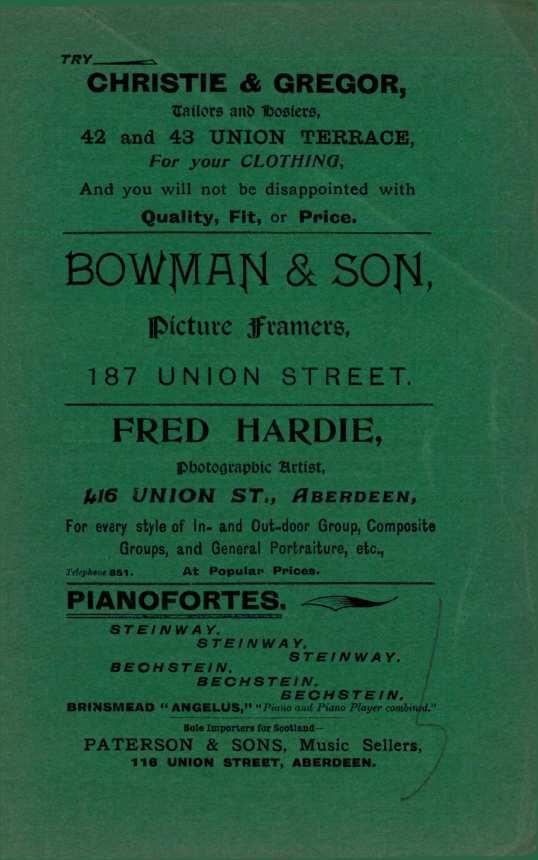 TRY
CHRISTIE & GREGOR,
Tailors and Hosiers,
42 and 43 UNION TERRACE,
For your CLOTHING,
And you will not be disappointed with
Quality, Fit, or Price.
BOWMAN & SON,
Picture Framers,
187 UNION STREET.
FRED HARDIE,
Photographic Artist,
416 UNION ST., ABERDEEN,
For every style of In- and Out-door Group, Composite
Groups, and General Portraiture, etc.,
Telephone 851. At Popular Prices.
PIANOFORTES.
STEINWAY.
STEINWAY.
STEINWAY.
BECHSTEIN.
BECHSTEIN.
BECHSTEIN.
BRINSMEAD "ANGELUS," "Piano and Piano Player combined."
Sole Importers for Scotland—
PATERSON & SONS, Music Sellers,
116 UNION STREET, ABERDEEN.